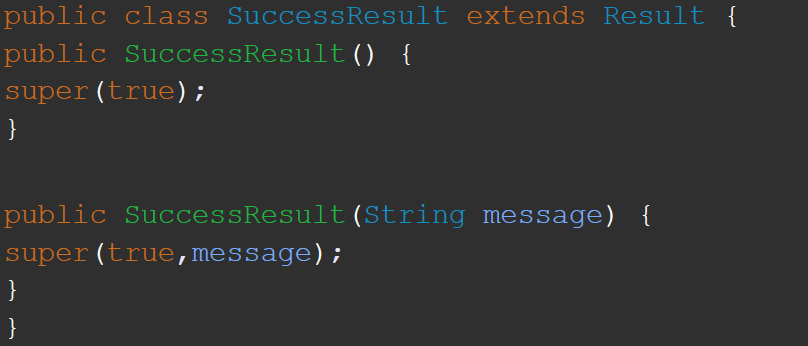 public class SuccessResult extends Result {
public SuccessResult() {
super(true);
}
public SuccessResult(String message) {
super(true,message);
}
}